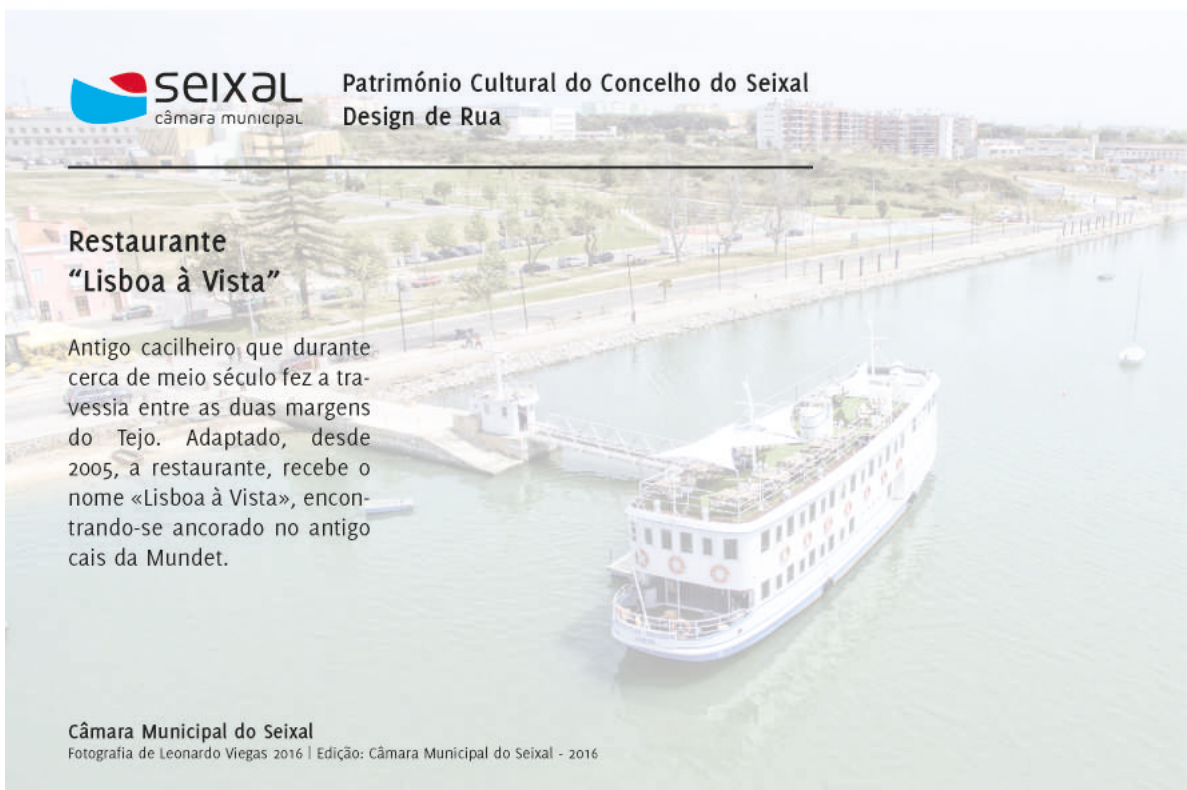 seixal
câmara municipal
Património Cultural do Concelho do Seixal
Design de Rua
Restaurante
“Lisboa à Vista”
Antigo cacilheiro que durante
cerca de meio século fez a tra-
vessia entre as duas margens
do Tejo. Adaptado, desde
2005, a restaurante, recebe o
nome «Lisboa à Vista», encon-
trando-se ancorado no antigo
cais da Mundet.
Câmara Municipal do Seixal
Fotografia de Leonardo Viegas 2016 | Edição: Câmara Municipal do Seixal - 2016